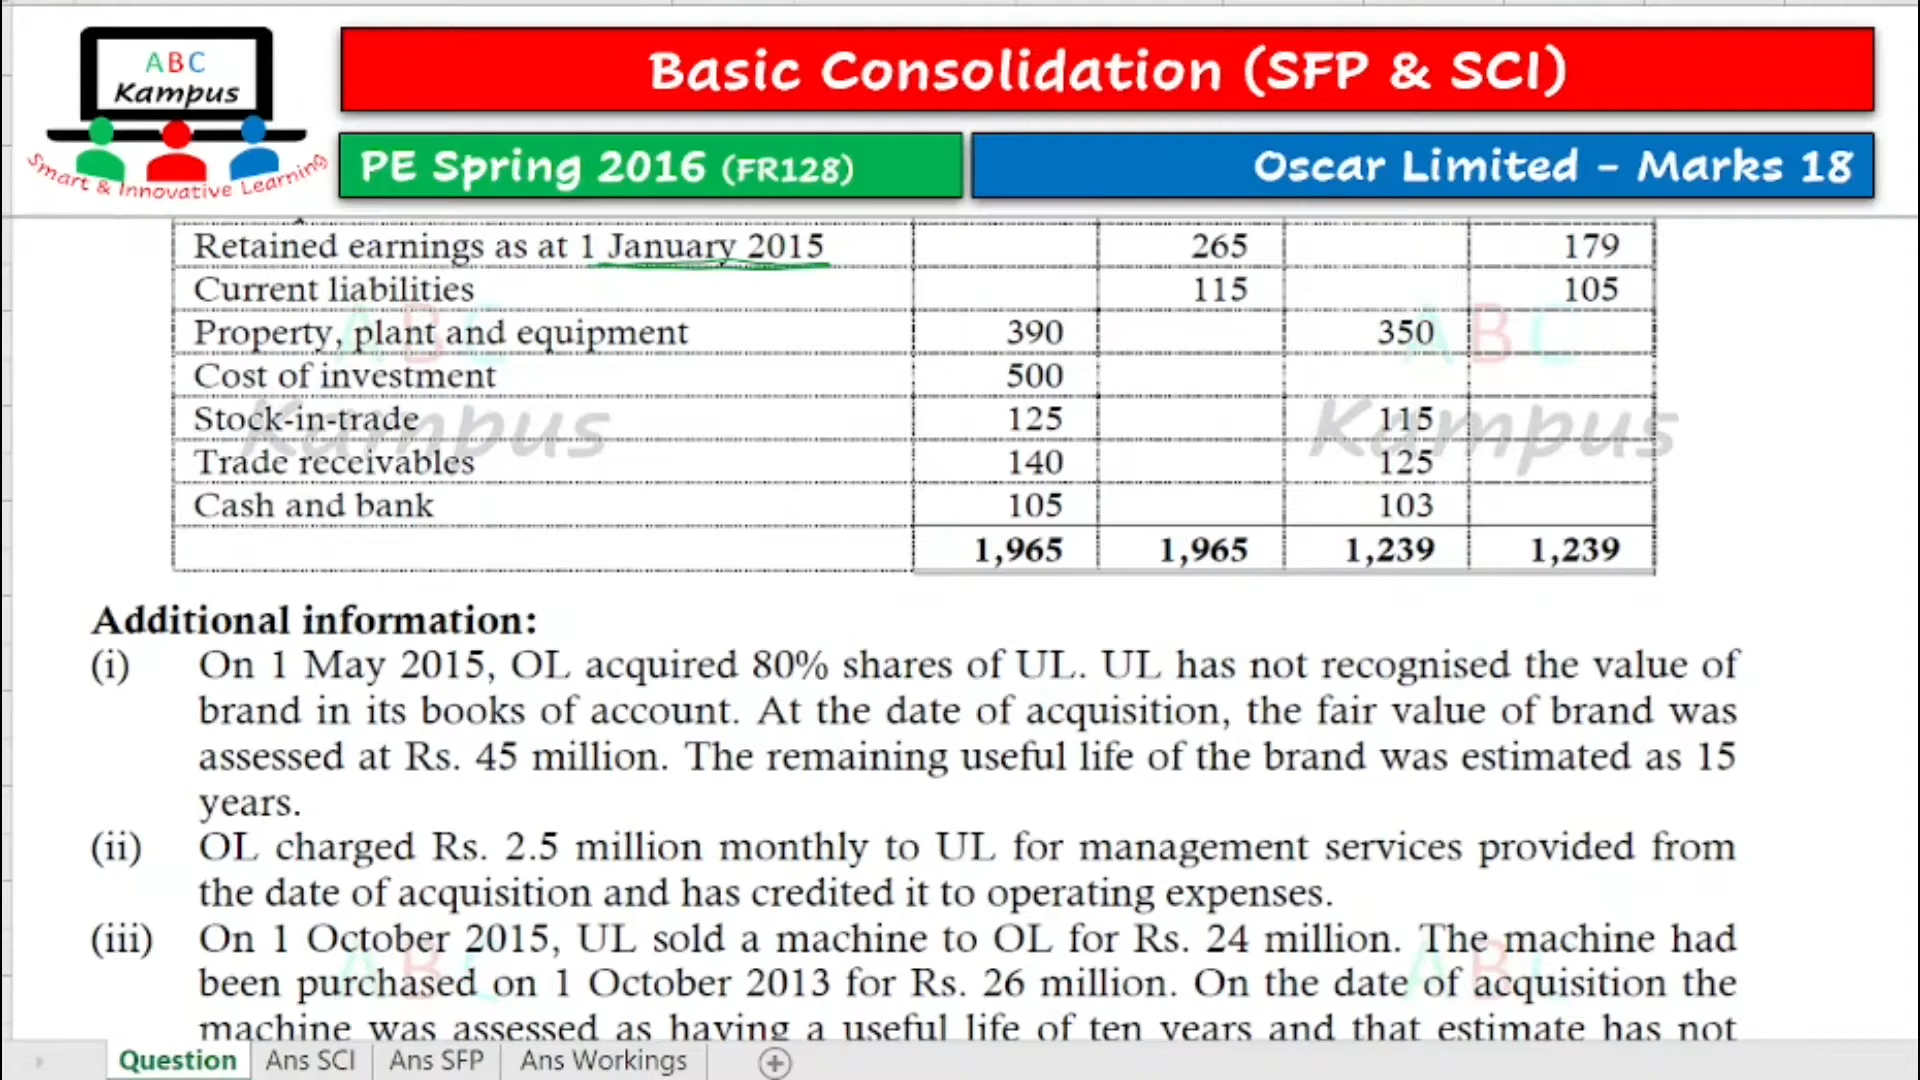 ABC
Kampus
Smart & Innovative Learning
Basic Consolidation (SFP & SCI)
PE Spring 2016 (FR128)
Oscar Limited - Marks 18
Retained earnings as at 1 January 2015 265 179
Current liabilities 115 105
Property, plant and equipment 390 350
Cost of investment 500
Stock-in-trade 125 115
Trade receivables 140 125
Cash and bank 105 103
1,965 1,965 1,239 1,239
ABC
Kampus
ABC
Kampus
Additional information:
(i) On 1 May 2015, OL acquired 80% shares of UL. UL has not recognised the value of
brand in its books of account. At the date of acquisition, the fair value of brand was
assessed at Rs. 45 million. The remaining useful life of the brand was estimated as 15
years.
(ii) OL charged Rs. 2.5 million monthly to UL for management services provided from
the date of acquisition and has credited it to operating expenses.
(iii) On 1 October 2015, UL sold a machine to OL for Rs. 24 million. The machine had
been purchased on 1 October 2013 for Rs. 26 million. On the date of acquisition the
machine was assessed as having a useful life of ten years and that estimate has not
ABC
ABC
Question Ans SCI Ans SFP Ans Workings